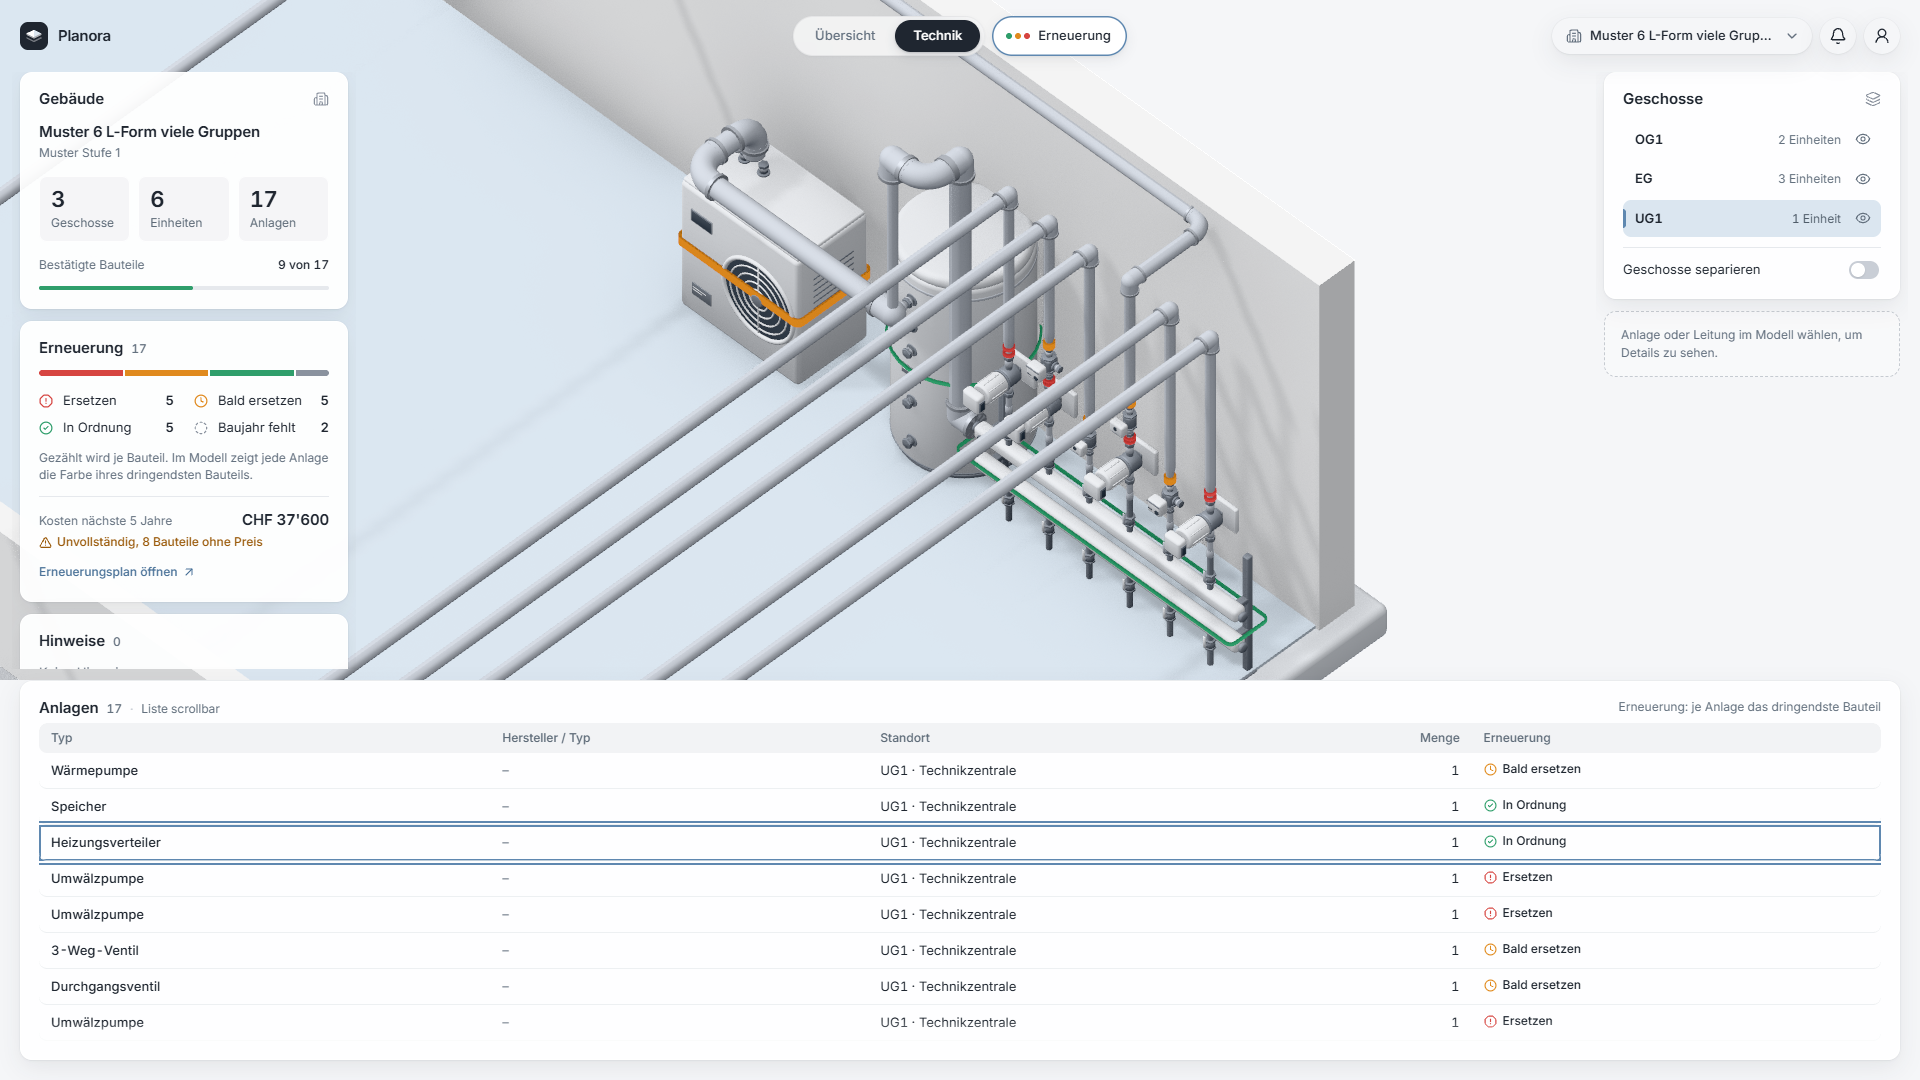 Planora
Übersicht
Technik
Erneuerung
Muster 6 L-Form viele Grup...
Gebäude
Muster 6 L-Form viele Gruppen
Muster Stufe 1
3 6 17
Geschosse Einheiten Anlagen
Bestätigte Bauteile 9 von 17
Erneuerung 17
Ersetzen 5 Bald ersetzen 5
In Ordnung 5 Baujahr fehlt 2
Gezählt wird je Bauteil. Im Modell zeigt jede Anlage
die Farbe ihres dringendsten Bauteils.
Kosten nächste 5 Jahre CHF 37'600
Unvollständig, 8 Bauteile ohne Preis
Erneuerungsplan öffnen
Hinweise 0
Geschosse
OG1 2 Einheiten
EG 3 Einheiten
UG1 1 Einheit
Geschosse separieren
Anlage oder Leitung im Modell wählen, um
Details zu sehen.
Anlagen 17 · Liste scrollbar
Erneuerung: je Anlage das dringendste Bauteil
Typ Hersteller / Typ Standort Menge Erneuerung
Wärmepumpe – UG1 · Technikzentrale 1 Bald ersetzen
Speicher – UG1 · Technikzentrale 1 In Ordnung
Heizungsverteiler – UG1 · Technikzentrale 1 In Ordnung
Umwälzpumpe – UG1 · Technikzentrale 1 Ersetzen
Umwälzpumpe – UG1 · Technikzentrale 1 Ersetzen
3-Weg-Ventil – UG1 · Technikzentrale 1 Bald ersetzen
Durchgangsventil – UG1 · Technikzentrale 1 Bald ersetzen
Umwälzpumpe – UG1 · Technikzentrale 1 Ersetzen